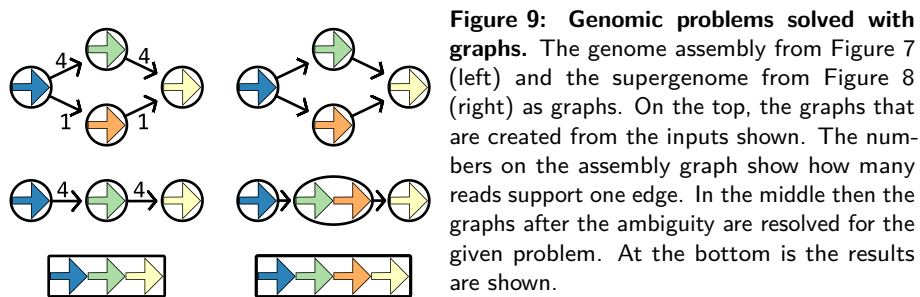 4
4
1
1
4
4
Figure 9: Genomic problems solved with
graphs. The genome assembly from Figure 7
(left) and the supergenome from Figure 8
(right) as graphs. On the top, the graphs that
are created from the inputs shown. The num-
bers on the assembly graph show how many
reads support one edge. In the middle then the
graphs after the ambiguity are resolved for the
given problem. At the bottom is the results
are shown.